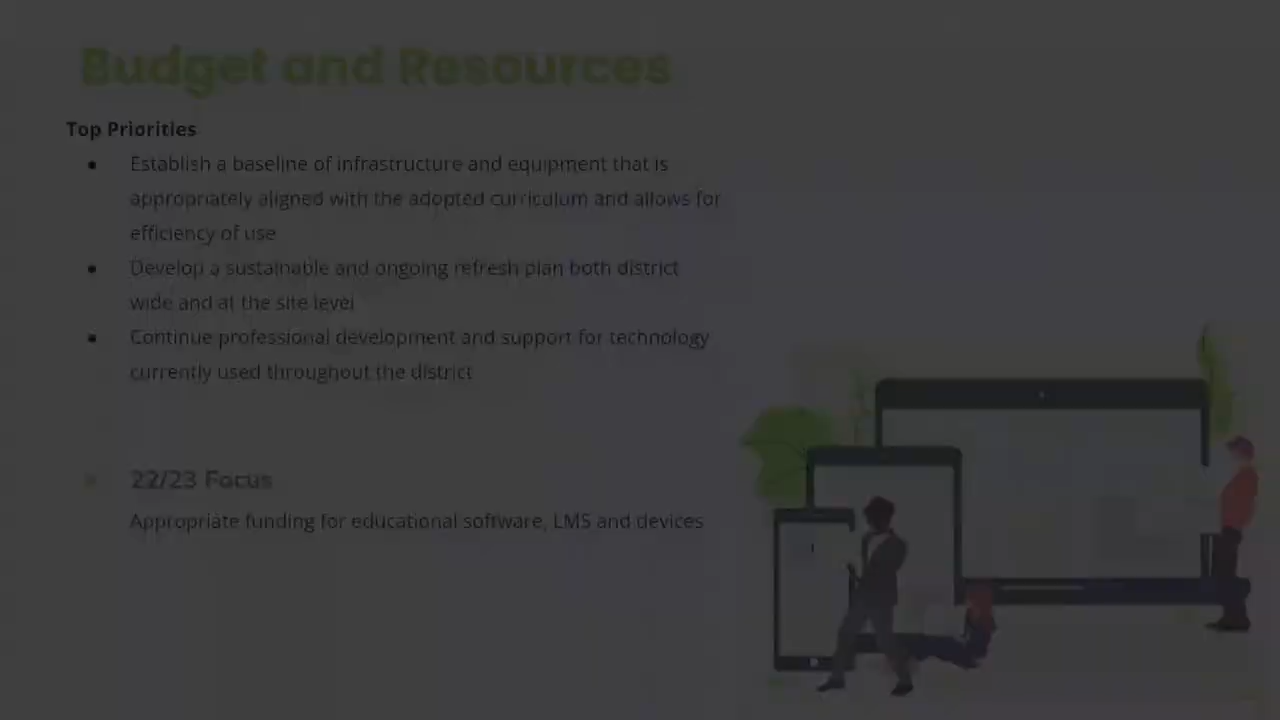 Budget and Resources
Top Priorities
● Establish a baseline of infrastructure and equipment that is
appropriately aligned with the adopted curriculum and allows for
efficiency of use
● Develop a sustainable and ongoing refresh plan both district
wide and at the site level
● Continue professional development and support for technology
currently used throughout the district
22/23 Focus
Appropriate funding for educational software, LMS and devices